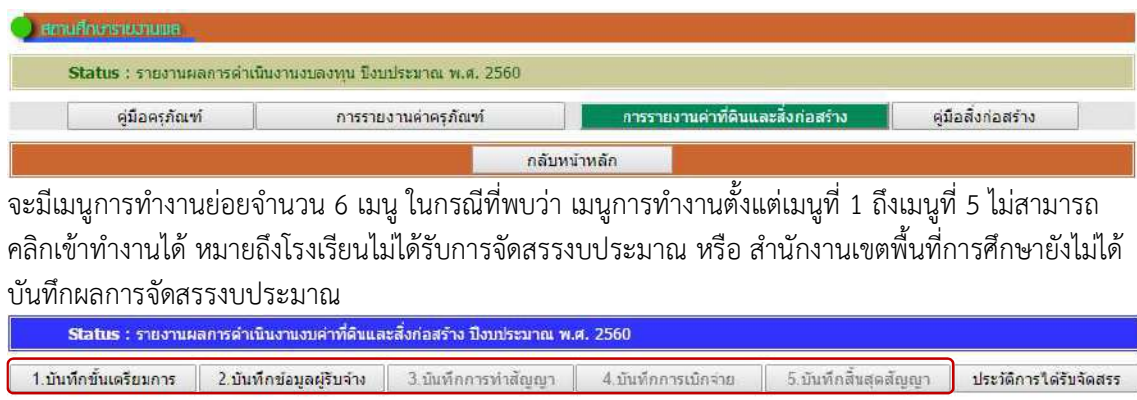 สถานศึกษารายงานผล
Status : รายงานผลการดำเนินงานงบลงทุน ปีงบประมาณ พ.ศ. 2560
คู่มือครุภัณฑ์ การรายงานค่าครุภัณฑ์ การรายงานค่าที่ดินและสิ่งก่อสร้าง คู่มือสิ่งก่อสร้าง
กลับหน้าหลัก
จะมีเมนูการทำงานย่อยจำนวน 6 เมนู ในกรณีที่พบว่า เมนูการทำงานตั้งแต่เมนูที่ 1 ถึงเมนูที่ 5 ไม่สามารถ
คลิกเข้าทำงานได้ หมายถึงโรงเรียนไม่ได้รับการจัดสรรงบประมาณ หรือ สำนักงานเขตพื้นที่การศึกษายังไม่ได้
บันทึกผลการจัดสรรงบประมาณ
Status : รายงานผลการดำเนินงานงบค่าที่ดินและสิ่งก่อสร้าง ปีงบประมาณ พ.ศ. 2560
1.บันทึกขั้นเตรียมการ 2.บันทึกข้อมูลผู้รับจ้าง 3.บันทึกการทำสัญญา 4.บันทึกการเบิกจ่าย 5.บันทึกสิ้นสุดสัญญา ประวัติการได้รับจัดสรร